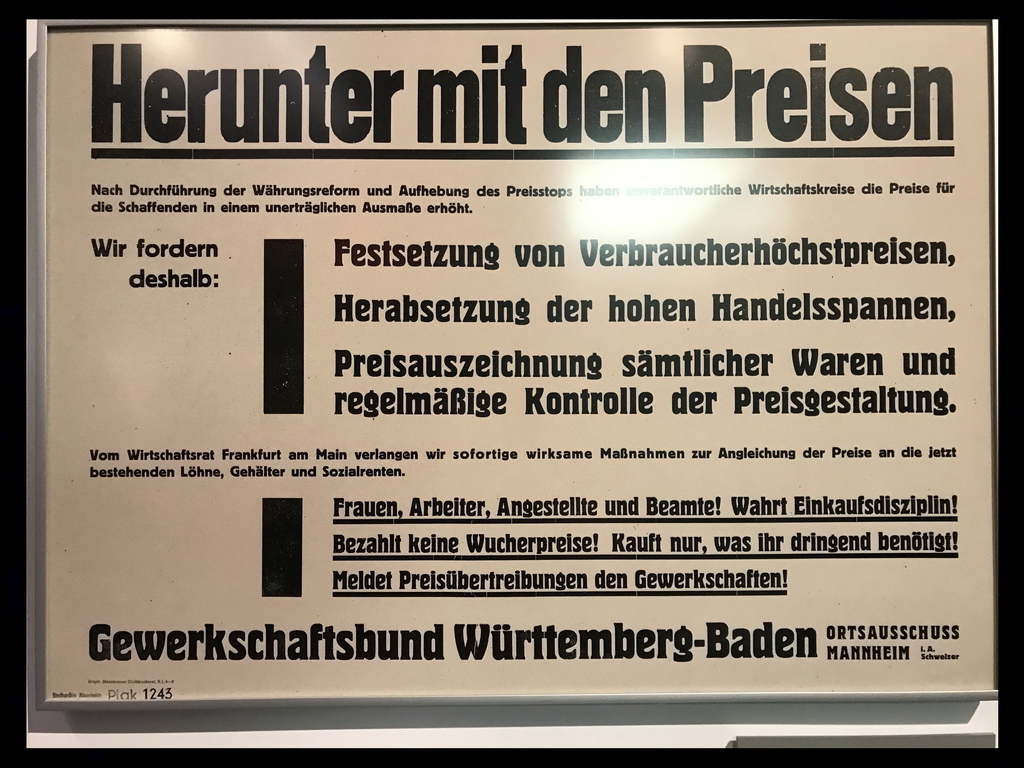 Herunter mit den Preisen
Nach Durchführung der Währungsreform und Aufhebung des Preisstops haben unverantwortliche Wirtschaftskreise die Preise für
die Schaffenden in einem unerträglichen Ausmaße erhöht.
Wir fordern
deshalb:
Festsetzung von Verbraucherhöchstpreisen,
Herabsetzung der hohen Handelsspannen,
Preisauszeichnung sämtlicher Waren und
regelmäßige Kontrolle der Preisgestaltung.
Vom Wirtschaftsrat Frankfurt am Main verlangen wir sofortige wirksame Maßnahmen zur Angleichung der Preise an die jetzt
bestehenden Löhne, Gehälter und Sozialrenten.
Frauen, Arbeiter, Angestellte und Beamte! Wahrt Einkaufsdisziplin!
Bezahlt keine Wucherpreise! Kauft nur, was ihr dringend benötigt!
Meldet Preisübertreibungen den Gewerkschaften!
Gewerkschaftsbund Württemberg-Baden
ORTSAUSSCHUSS
MANNHEIM i. A.
Schweizer
Mannheimer Großdruckerei
Stadtarchiv Mannheim Plak 1243